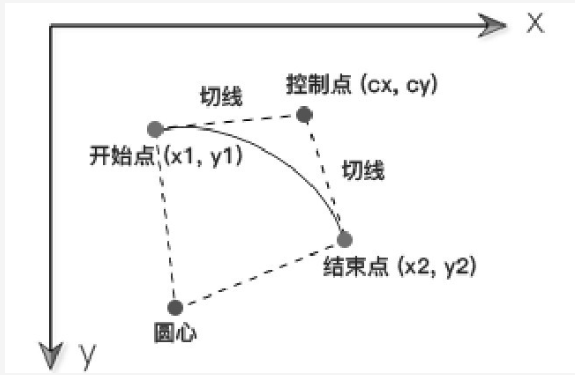 X
控制点 (cx, cy)
切线
开始点 (x1, y1)
切线
结束点 (x2, y2)
圆心
y